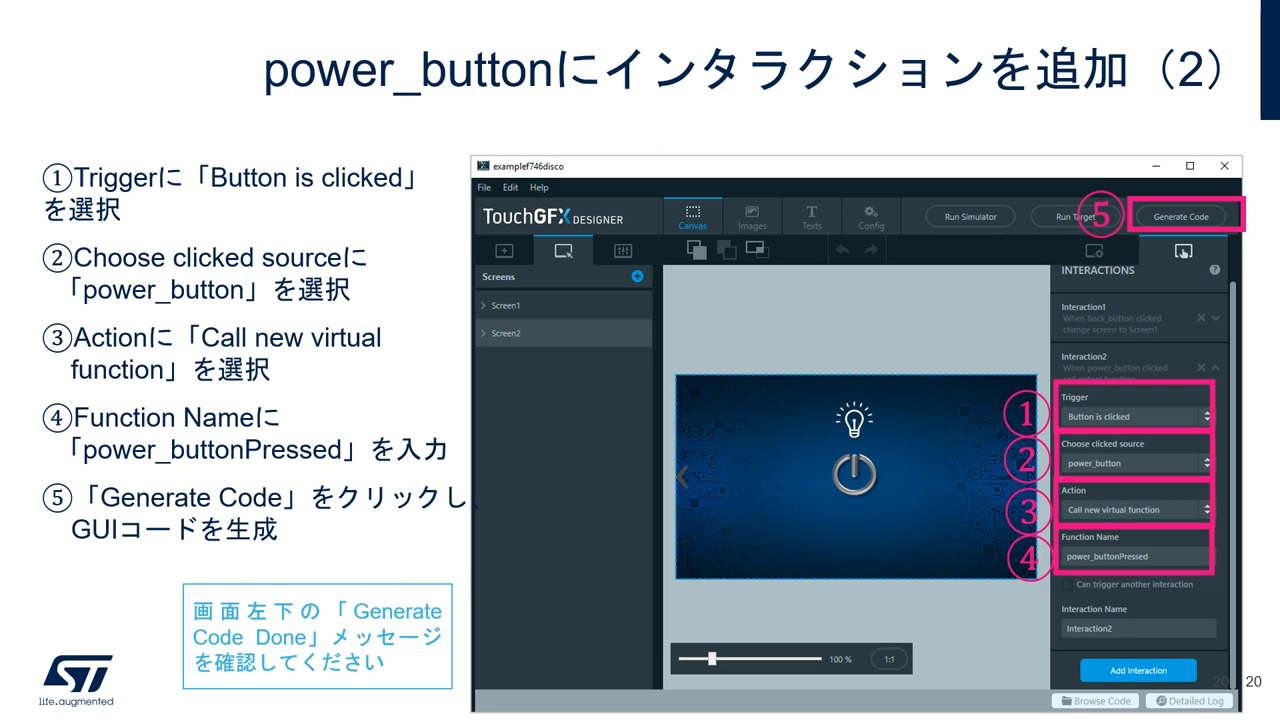 power_buttonにインタラクションを追加（2）
①Triggerに「Button is clicked」
を選択
②Choose clicked sourceに
「power_button」を選択
③Actionに「Call new virtual
function」を選択
④Function Nameに
「power_buttonPressed」を入力
⑤「Generate Code」をクリックし、
GUIコードを生成
画面左下の「Generate
Code Done」メッセージ
を確認してください
life.augmented
examplef746disco
File Edit Help
TouchGFX DESIGNER
Canvas
Images
Texts
Config
Run Simulator
Run Target
⑤
Generate Code
Screens
Screen1
Screen2
100 %
1:1
INTERACTIONS
Interaction1
When back_button clicked
change screen to Screen1
Interaction2
When power_button clicked
call virtual function
①
Trigger
Button is clicked
②
Choose clicked source
power_button
③
Action
Call new virtual function
④
Function Name
power_buttonPressed
Can trigger another interaction
Interaction Name
Interaction2
Add Interaction
Browse Code
Detailed Log
20
20